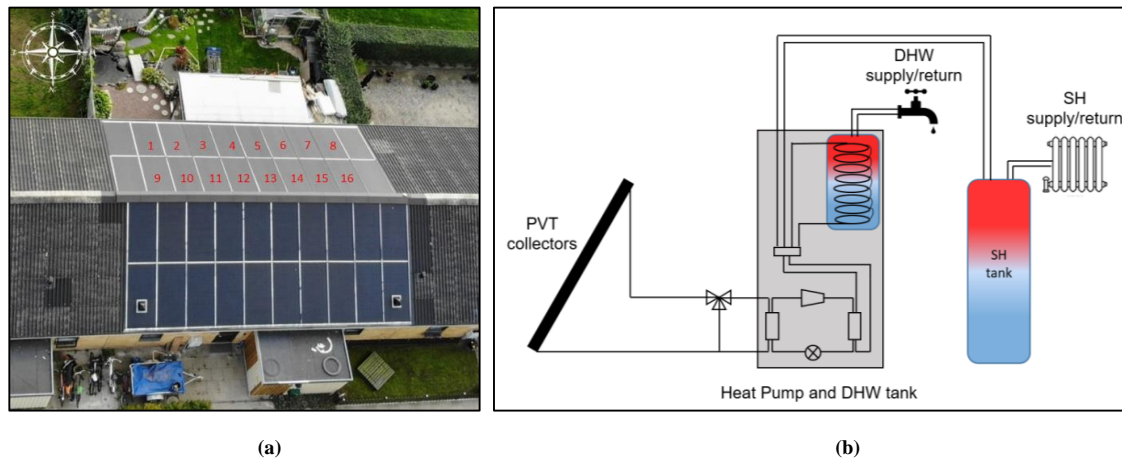 1 2 3 4 5 6 7 8
9 10 11 12 13 14 15 16
(a)
DHW
supply/return
SH
supply/return
PVT
collectors
SH
tank
Heat Pump and DHW tank
(b)